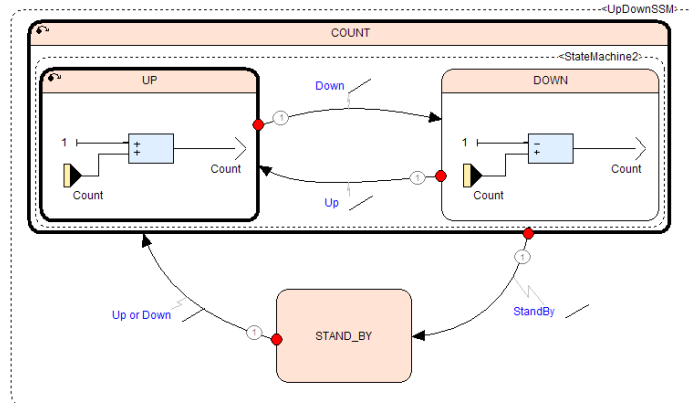 <UpDownSSM>
COUNT
<StateMachine2>
UP
Down
DOWN
1
+
+
Count
Count
1
Up
1
1
−
+
Count
Count
1
Up or Down
1
STAND_BY
1
StandBy